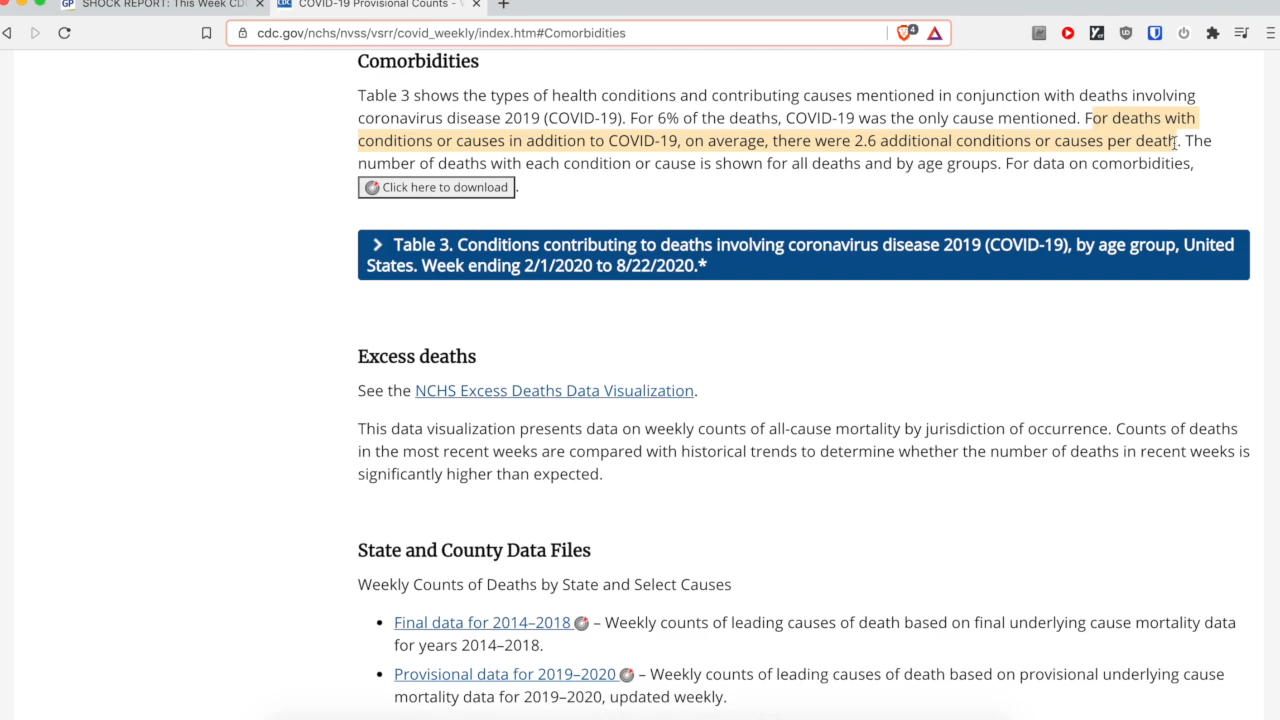 GP SHOCK REPORT: This Week CD
CDC COVID-19 Provisional Counts -
cdc.gov/nchs/nvss/vsrr/covid_weekly/index.htm#Comorbidities
4
Comorbidities
Table 3 shows the types of health conditions and contributing causes mentioned in conjunction with deaths involving
coronavirus disease 2019 (COVID-19). For 6% of the deaths, COVID-19 was the only cause mentioned. For deaths with
conditions or causes in addition to COVID-19, on average, there were 2.6 additional conditions or causes per death. The
number of deaths with each condition or cause is shown for all deaths and by age groups. For data on comorbidities,
Click here to download.
Table 3. Conditions contributing to deaths involving coronavirus disease 2019 (COVID-19), by age group, United
States. Week ending 2/1/2020 to 8/22/2020.*
Excess deaths
See the NCHS Excess Deaths Data Visualization.
This data visualization presents data on weekly counts of all-cause mortality by jurisdiction of occurrence. Counts of deaths
in the most recent weeks are compared with historical trends to determine whether the number of deaths in recent weeks is
significantly higher than expected.
State and County Data Files
Weekly Counts of Deaths by State and Select Causes
• Final data for 2014–2018 – Weekly counts of leading causes of death based on final underlying cause mortality data
for years 2014–2018.
• Provisional data for 2019–2020 – Weekly counts of leading causes of death based on provisional underlying cause
mortality data for 2019–2020, updated weekly.